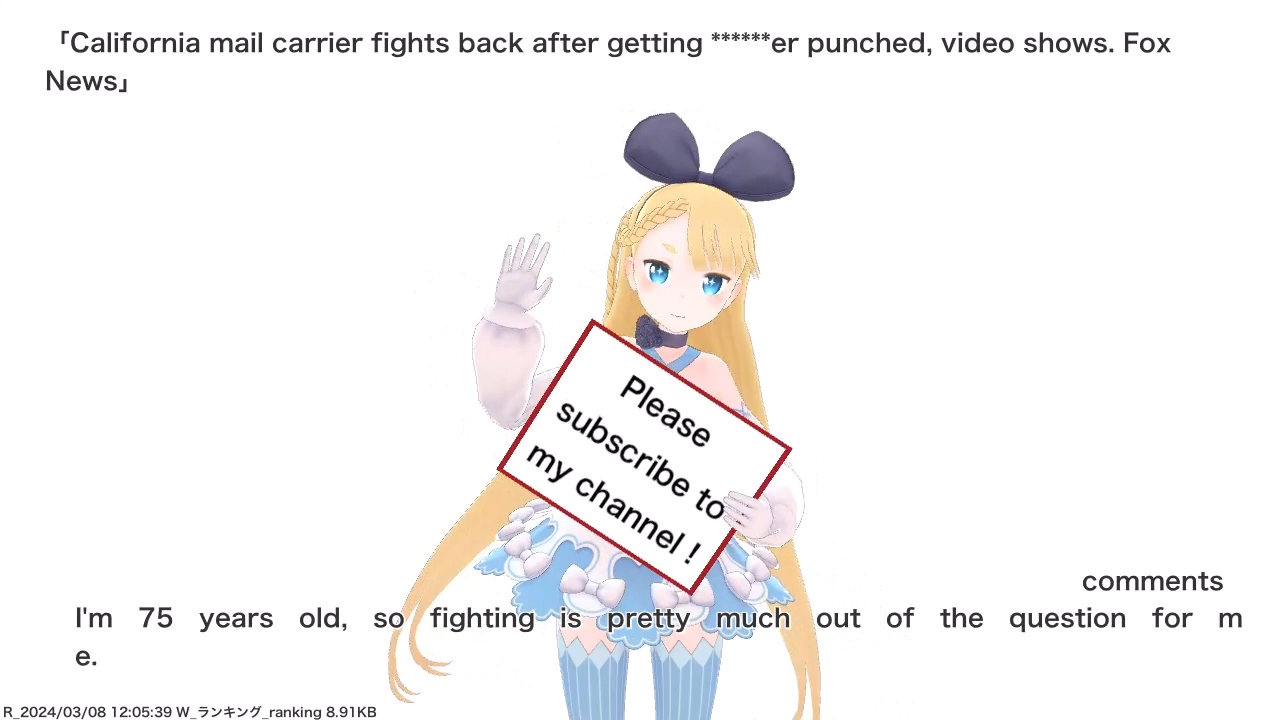 「California mail carrier fights back after getting ******er punched, video shows. Fox
News」
Please
subscribe to
my channel !
comments
I'm 75 years old, so fighting is pretty much out of the question for m
e.
R_2024/03/08 12:05:39 W_ランキング_ranking 8.91KB